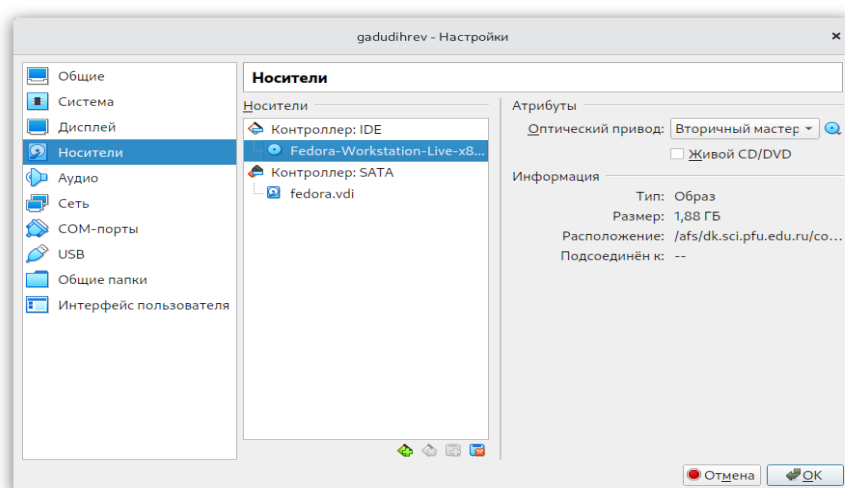 gadudihrev - Настройки
Общие
Система
Дисплей
Носители
Аудио
Сеть
COM-порты
USB
Общие папки
Интерфейс пользователя
Носители
Носители
Контроллер: IDE
Fedora-Workstation-Live-x8...
Контроллер: SATA
fedora.vdi
Атрибуты
Оптический привод: Вторичный мастер
Живой CD/DVD
Информация
Тип: Образ
Размер: 1,88 ГБ
Расположение: /afs/dk.sci.pfu.edu.ru/co...
Подсоединён к: --
Отмена
OK